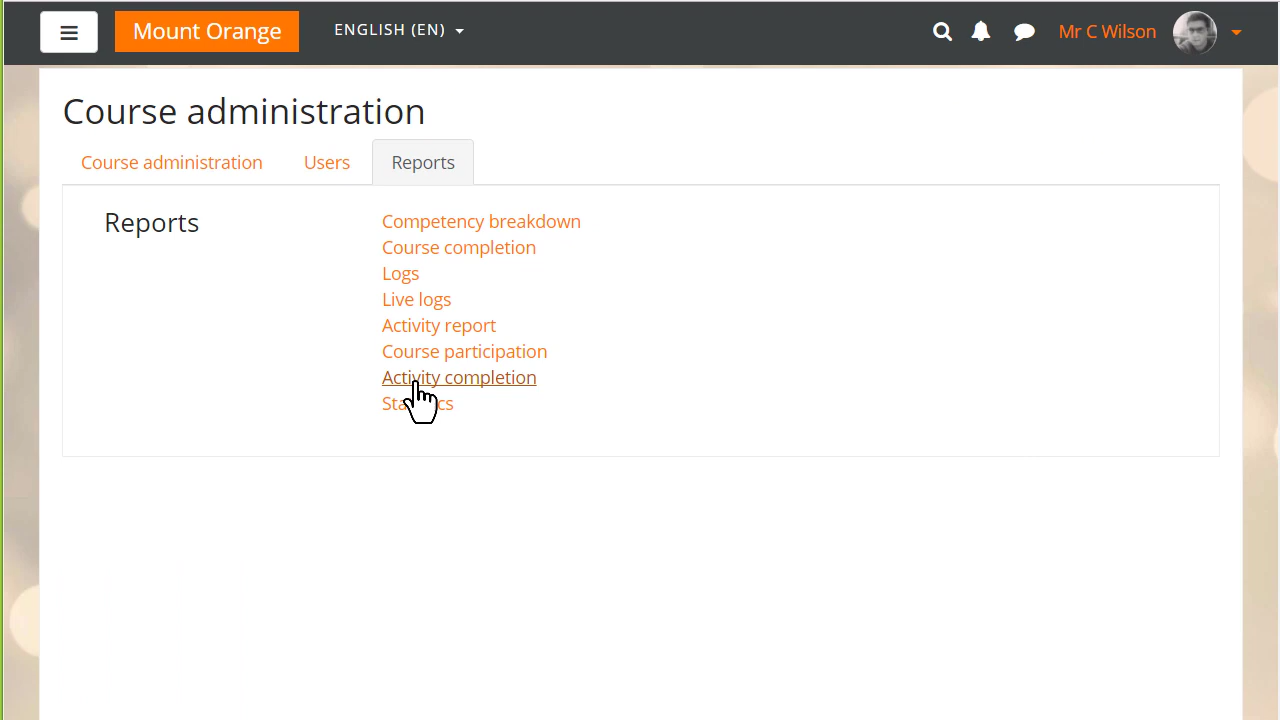 Mount Orange
ENGLISH (EN)
Mr C Wilson
Course administration
Course administration
Users
Reports
Reports
Competency breakdown
Course completion
Logs
Live logs
Activity report
Course participation
Activity completion